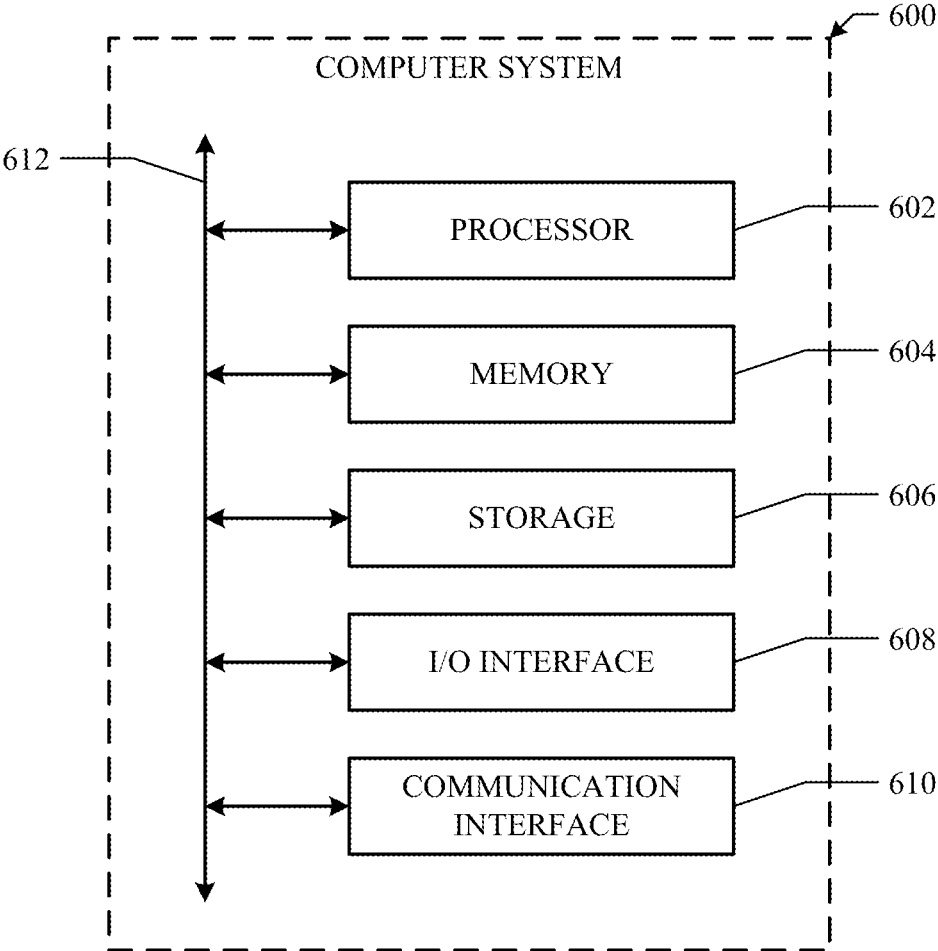 600
COMPUTER SYSTEM
612
PROCESSOR
602
MEMORY
604
STORAGE
606
I/O INTERFACE
608
COMMUNICATION
INTERFACE
610